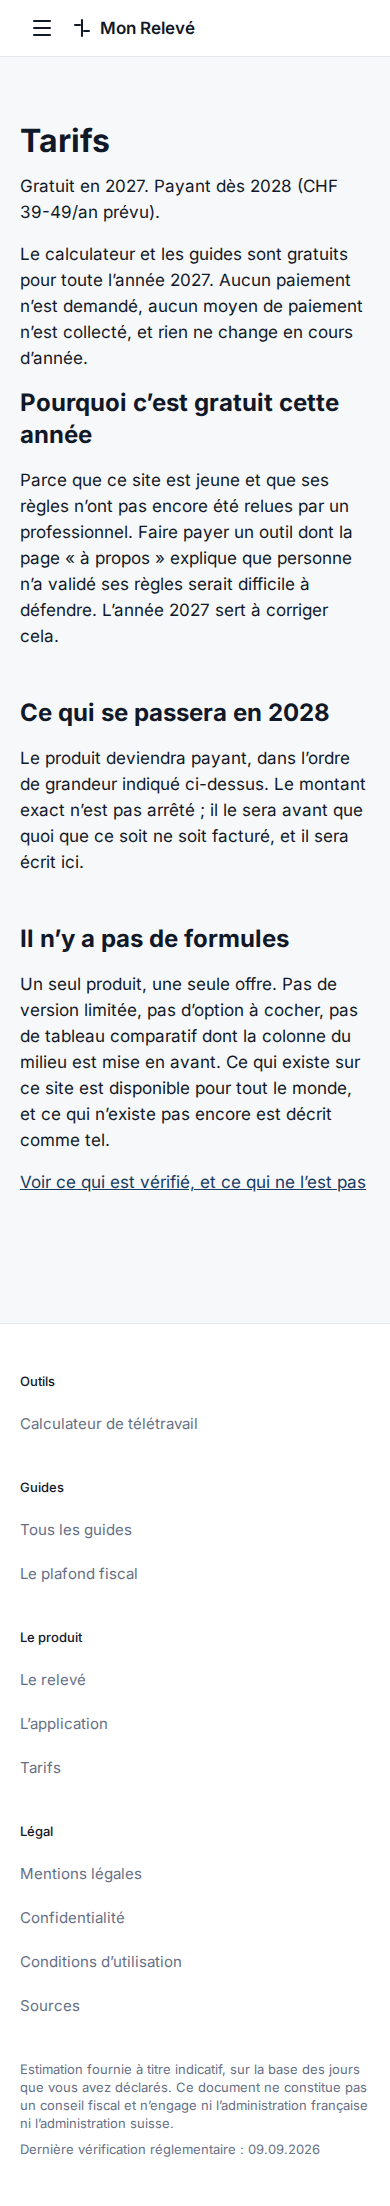 Mon Relevé
Tarifs
Gratuit en 2027. Payant dès 2028 (CHF
39-49/an prévu).
Le calculateur et les guides sont gratuits
pour toute l’année 2027. Aucun paiement
n’est demandé, aucun moyen de paiement
n’est collecté, et rien ne change en cours
d’année.
Pourquoi c’est gratuit cette
année
Parce que ce site est jeune et que ses
règles n’ont pas encore été relues par un
professionnel. Faire payer un outil dont la
page « à propos » explique que personne
n’a validé ses règles serait difficile à
défendre. L’année 2027 sert à corriger
cela.
Ce qui se passera en 2028
Le produit deviendra payant, dans l’ordre
de grandeur indiqué ci-dessus. Le montant
exact n’est pas arrêté ; il le sera avant que
quoi que ce soit ne soit facturé, et il sera
écrit ici.
Il n’y a pas de formules
Un seul produit, une seule offre. Pas de
version limitée, pas d’option à cocher, pas
de tableau comparatif dont la colonne du
milieu est mise en avant. Ce qui existe sur
ce site est disponible pour tout le monde,
et ce qui n’existe pas encore est décrit
comme tel.
Voir ce qui est vérifié, et ce qui ne l’est pas
Outils
Calculateur de télétravail
Guides
Tous les guides
Le plafond fiscal
Le produit
Le relevé
L’application
Tarifs
Légal
Mentions légales
Confidentialité
Conditions d’utilisation
Sources
Estimation fournie à titre indicatif, sur la base des jours
que vous avez déclarés. Ce document ne constitue pas
un conseil fiscal et n’engage ni l’administration française
ni l’administration suisse.
Dernière vérification réglementaire : 09.09.2026